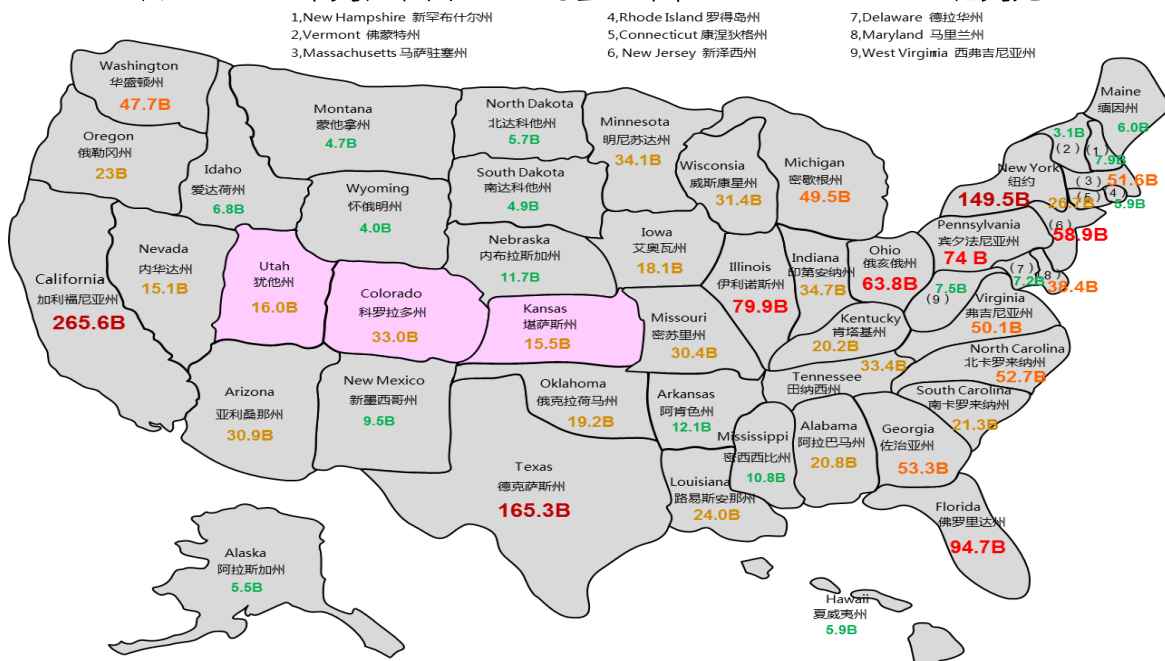 1,New Hampshire 新罕布什尔州
2,Vermont 佛蒙特州
3,Massachusetts 马萨驻塞州
4,Rhode Island 罗得岛州
5,Connecticut 康涅狄格州
6, New Jersey 新泽西州
7,Delaware 德拉华州
8,Maryland 马里兰州
9,West Virginia 西弗吉尼亚州
Washington
华盛顿州
47.7B
Oregon
俄勒冈州
23B
Idaho
爱达荷州
6.8B
Montana
蒙他拿州
4.7B
North Dakota
北达科他州
5.7B
South Dakota
南达科他州
4.9B
Minnesota
明尼苏达州
34.1B
Wisconsia
威斯康星州
31.4B
Michigan
密歇根州
49.5B
Maine
缅因州
6.0B
3.1B
(2)
(1)
7.9B
New York
纽约
149.5B
(3)
51.6B
(5)
(4)
26.7B
5.9B
Wyoming
怀俄明州
4.0B
Nebraska
内布拉斯加州
11.7B
Iowa
艾奥瓦州
18.1B
Pennsylvania
宾夕法尼亚州
74 B
(6)
58.9B
California
加利福尼亚州
265.6B
Nevada
内华达州
15.1B
Utah
犹他州
16.0B
Colorado
科罗拉多州
33.0B
Kansas
堪萨斯州
15.5B
Missouri
密苏里州
30.4B
Illinois
伊利诺斯州
79.9B
Indiana
印第安纳州
34.7B
Ohio
俄亥俄州
63.8B
(7)
7.2B
(8)
38.4B
7.5B
(9)
Virginia
弗吉尼亚州
50.1B
Kentucky
肯塔基州
20.2B
33.4B
Tennessee
田纳西州
North Carolina
北卡罗来纳州
52.7B
South Carolina
南卡罗来纳州
21.3B
Arizona
亚利桑那州
30.9B
New Mexico
新墨西哥州
9.5B
Oklahoma
俄克拉荷马州
19.2B
Arkansas
阿肯色州
12.1B
Mississippi
密西西比州
10.8B
Alabama
阿拉巴马州
20.8B
Georgia
佐治亚州
53.3B
Texas
德克萨斯州
165.3B
Louisiana
路易斯安那州
24.0B
Florida
佛罗里达州
94.7B
Alaska
阿拉斯加州
5.5B
Hawaii
夏威夷州
5.9B